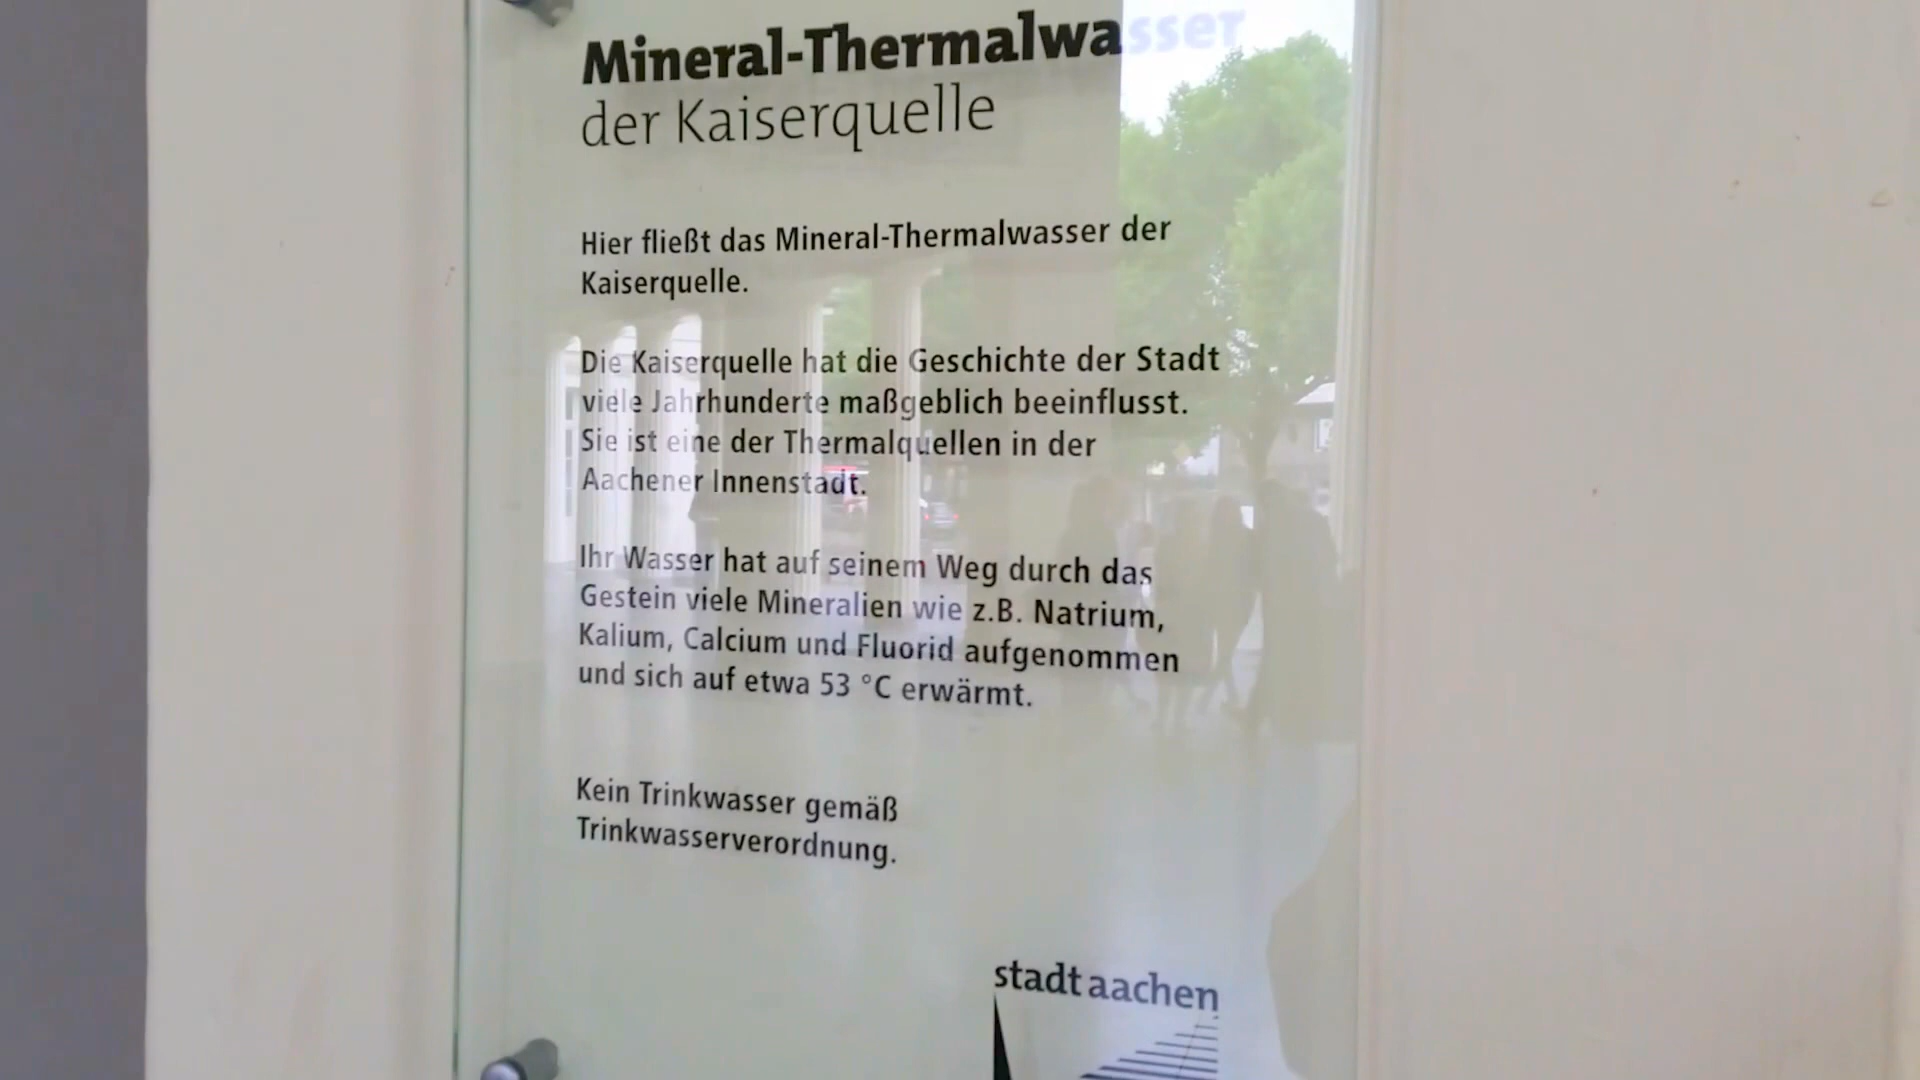 Mineral-Thermalwasser
der Kaiserquelle
Hier fließt das Mineral-Thermalwasser der
Kaiserquelle.
Die Kaiserquelle hat die Geschichte der Stadt
viele Jahrhunderte maßgeblich beeinflusst.
Sie ist eine der Thermalquellen in der
Aachener Innenstadt.
Ihr Wasser hat auf seinem Weg durch das
Gestein viele Mineralien wie z.B. Natrium,
Kalium, Calcium und Fluorid aufgenommen
und sich auf etwa 53 °C erwärmt.
Kein Trinkwasser gemäß
Trinkwasserverordnung.
stadt aachen